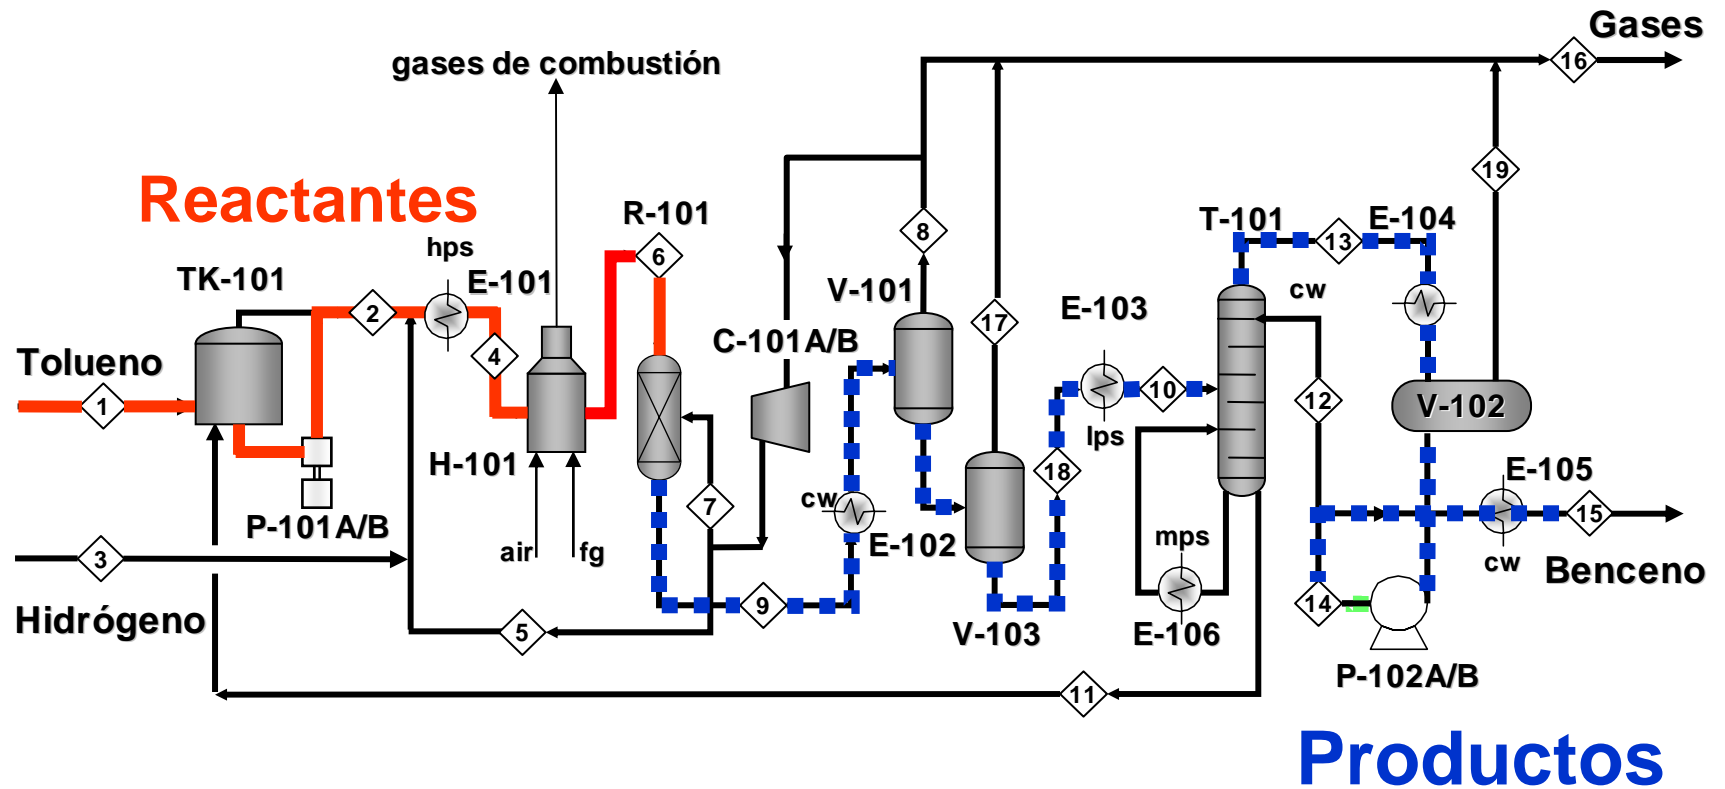 Gases
16
gases de combustión
Reactantes
hps
R-101
T-101
E-104
19
8
13
6
TK-101
E-101
V-101
cw
E-103
2
17
C-101A/B
Tolueno
4
10
12
V-102
1
lps
H-101
18
E-105
7
cw
15
P-101A/B
air
fg
E-102
mps
cw
3
Benceno
9
14
Hidrógeno
5
V-103
E-106
P-102A/B
11
Productos